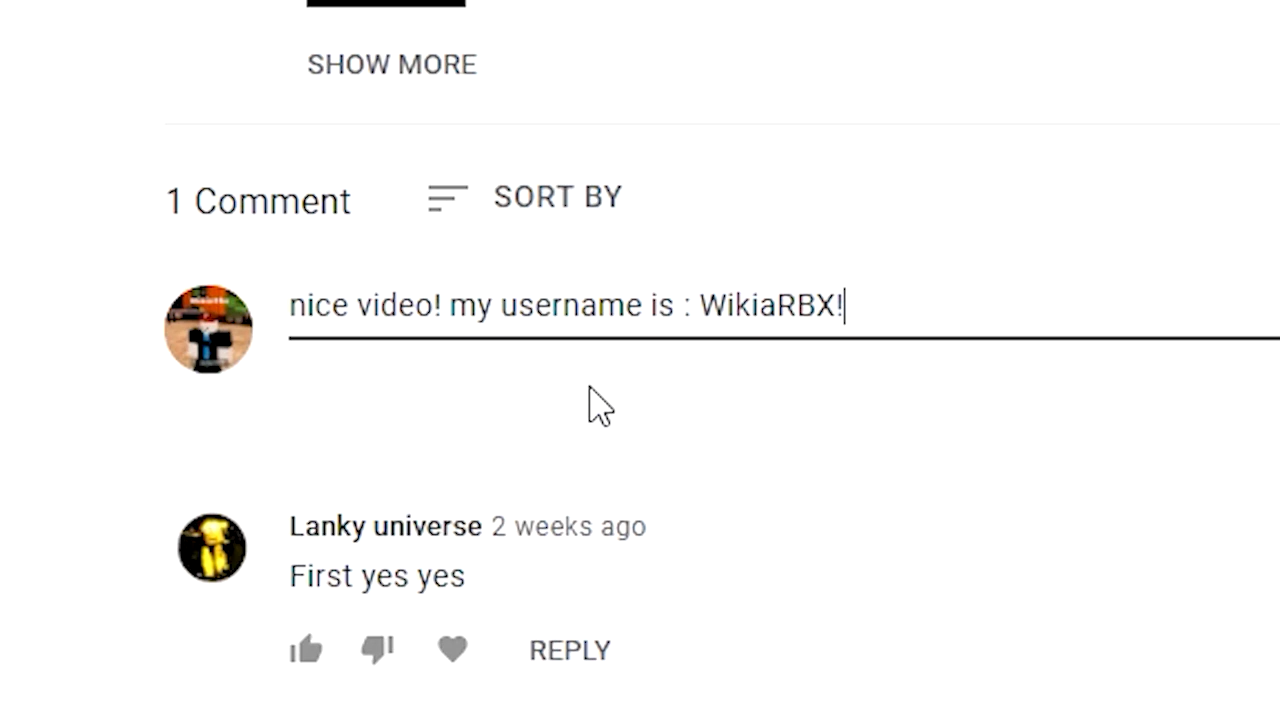 SHOW MORE
1 Comment
SORT BY
nice video! my username is : WikiaRBX!
Lanky universe 2 weeks ago
First yes yes
REPLY